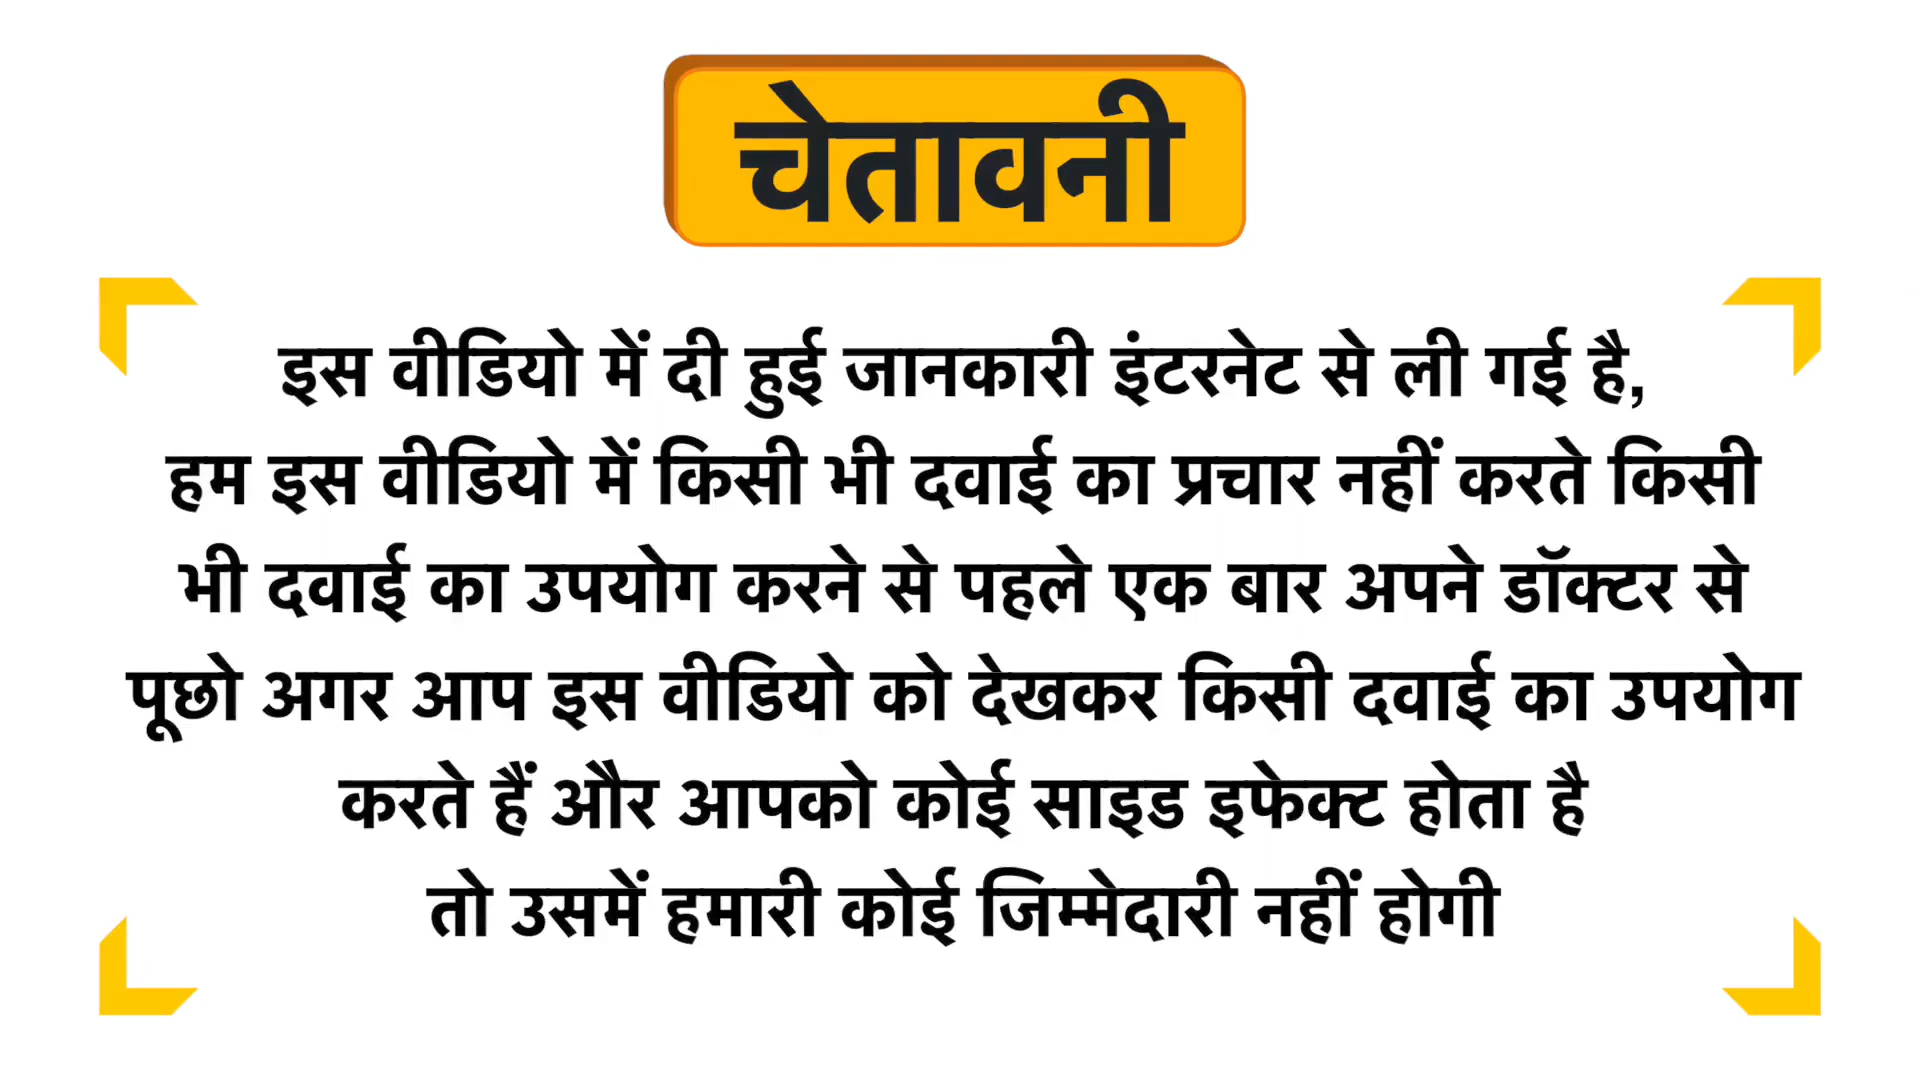 चेतावनी
इस वीडियो में दी हुई जानकारी इंटरनेट से ली गई है,
हम इस वीडियो में किसी भी दवाई का प्रचार नहीं करते किसी
भी दवाई का उपयोग करने से पहले एक बार अपने डॉक्टर से
पूछो अगर आप इस वीडियो को देखकर किसी दवाई का उपयोग
करते हैं और आपको कोई साइड इफेक्ट होता है
तो उसमें हमारी कोई जिम्मेदारी नहीं होगी